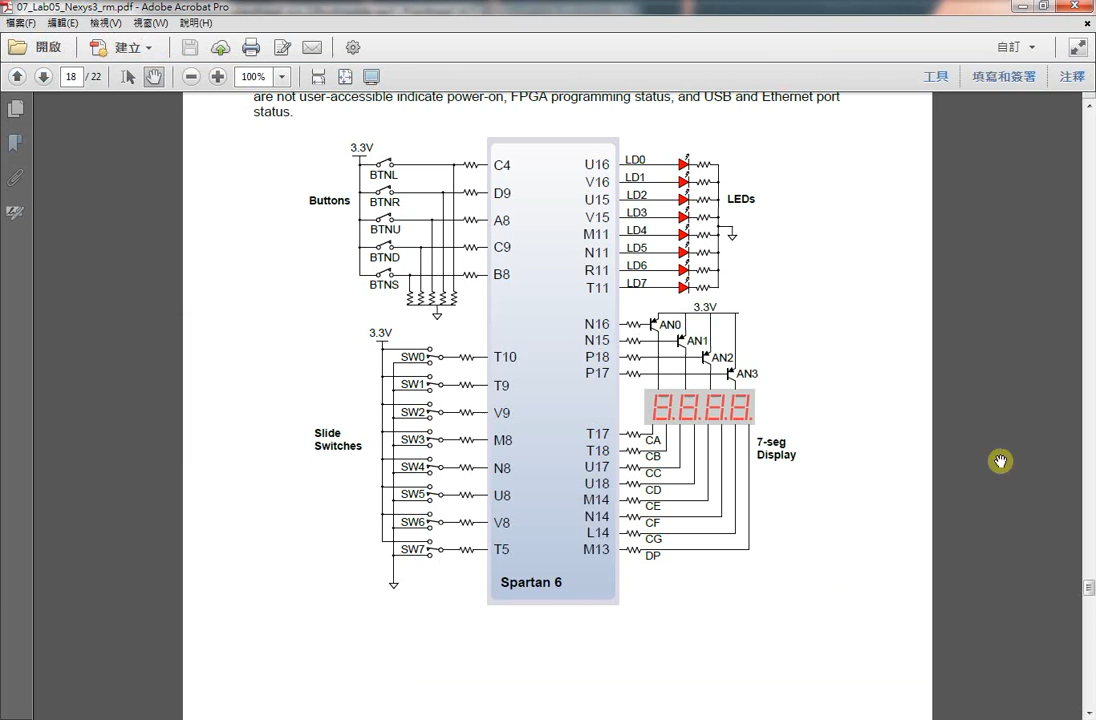 07_Lab05_Nexys3_rm.pdf - Adobe Acrobat Pro
檔案(F) 編輯(E) 檢視(V) 視窗(W) 說明(H)
開啟 建立 自訂
18 / 22 100% 工具 填寫和簽署 注釋
are not user-accessible indicate power-on, FPGA programming status, and USB and Ethernet port
status.
3.3V
Buttons
BTNL
BTNR
BTNU
BTND
BTNS
C4
D9
A8
C9
B8
3.3V
Slide
Switches
SW0
SW1
SW2
SW3
SW4
SW5
SW6
SW7
T10
T9
V9
M8
N8
U8
V8
T5
Spartan 6
U16 LD0
V16 LD1
U15 LD2
V15 LD3
M11 LD4
N11 LD5
R11 LD6
T11 LD7
LEDs
3.3V
N16 AN0
N15 AN1
P18 AN2
P17 AN3
8.8.8.8.
7-seg
Display
T17 CA
T18 CB
U17 CC
U18 CD
M14 CE
N14 CF
L14 CG
M13 DP